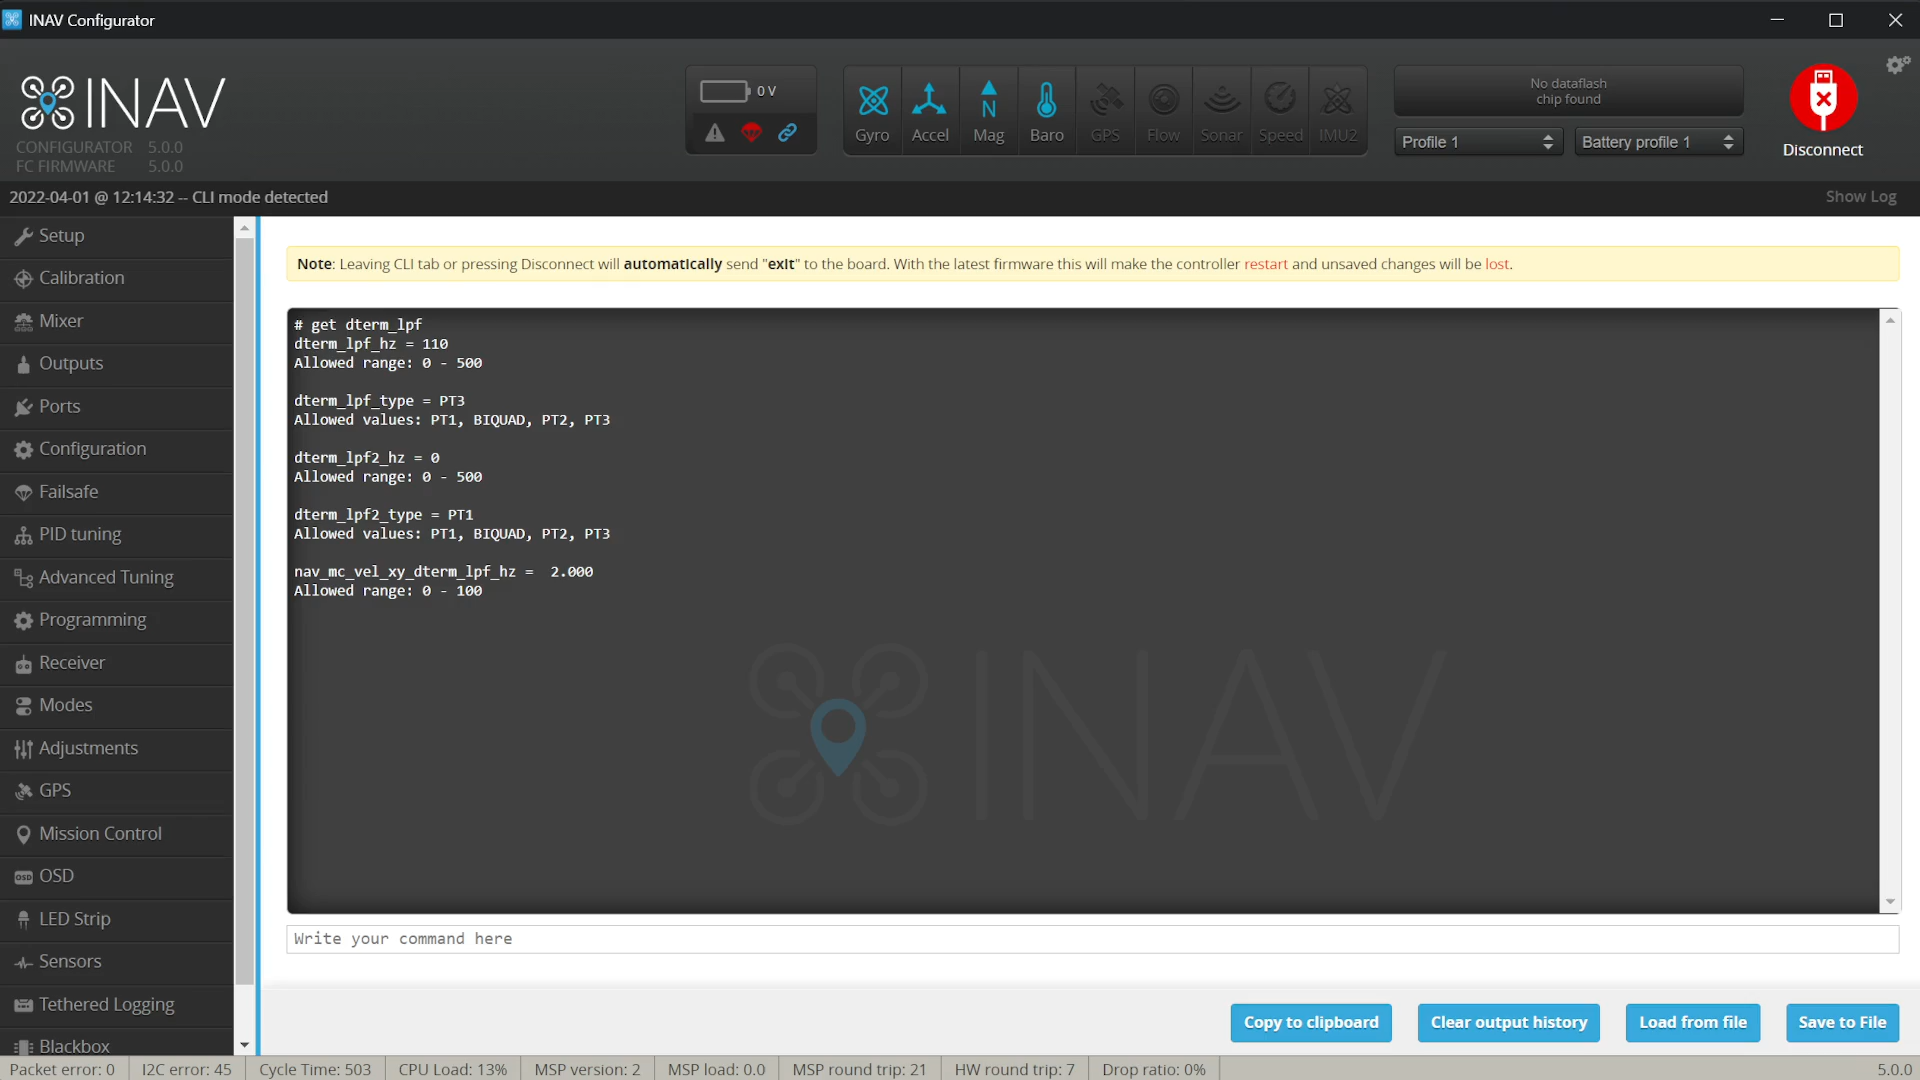 INAV Configurator
INAV
CONFIGURATOR 5.0.0
FC FIRMWARE 5.0.0
0 V
Gyro Accel Mag Baro GPS Flow Sonar Speed IMU2
N
No dataflash
chip found
Profile 1
Battery profile 1
Disconnect
2022-04-01 @ 12:14:32 -- CLI mode detected
Show Log
Setup
Calibration
Mixer
Outputs
Ports
Configuration
Failsafe
PID tuning
Advanced Tuning
Programming
Receiver
Modes
Adjustments
GPS
Mission Control
OSD
OSD
LED Strip
Sensors
Tethered Logging
Blackbox
Note: Leaving CLI tab or pressing Disconnect will automatically send "exit" to the board. With the latest firmware this will make the controller restart and unsaved changes will be lost.
# get dterm_lpf
dterm_lpf_hz = 110
Allowed range: 0 - 500
dterm_lpf_type = PT3
Allowed values: PT1, BIQUAD, PT2, PT3
dterm_lpf2_hz = 0
Allowed range: 0 - 500
dterm_lpf2_type = PT1
Allowed values: PT1, BIQUAD, PT2, PT3
nav_mc_vel_xy_dterm_lpf_hz =  2.000
Allowed range: 0 - 100
INAV
Write your command here
Copy to clipboard
Clear output history
Load from file
Save to File
Packet error: 0
I2C error: 45
Cycle Time: 503
CPU Load: 13%
MSP version: 2
MSP load: 0.0
MSP round trip: 21
HW round trip: 7
Drop ratio: 0%
5.0.0